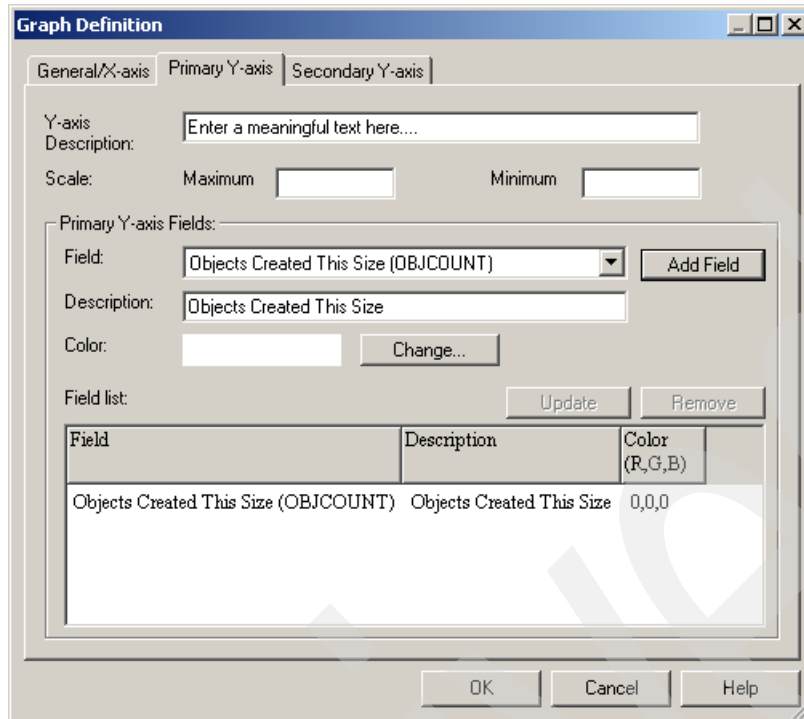 Graph Definition
General/X-axis Primary Y-axis Secondary Y-axis
Y-axis
Description:
Enter a meaningful text here....
Scale: Maximum Minimum
Primary Y-axis Fields:
Field: Objects Created This Size (OBJCOUNT) Add Field
Description: Objects Created This Size
Color: Change...
Field list: Update Remove
Field Description Color
(R,G,B)
Objects Created This Size (OBJCOUNT) Objects Created This Size 0,0,0
OK Cancel Help